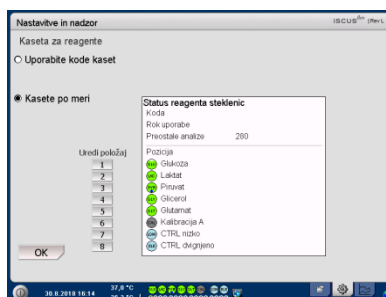 Nastavitve in nadzor
ISCUS flex
Kaseta za reagente
Uporabite kode kaset
Kasete po meri
Status reagenta steklenic
Koda
Rok uporabe
Preostale analize 280
Uredi položaj
Pozicija
1 Glukoza
2 Laktat
3 Piruvat
4 Glicerol
5 Glutamat
6 Kalibracija A
7 CTRL nizko
8 CTRL dvignjeno
OK
30.8.2018 16:14
37,0 °C